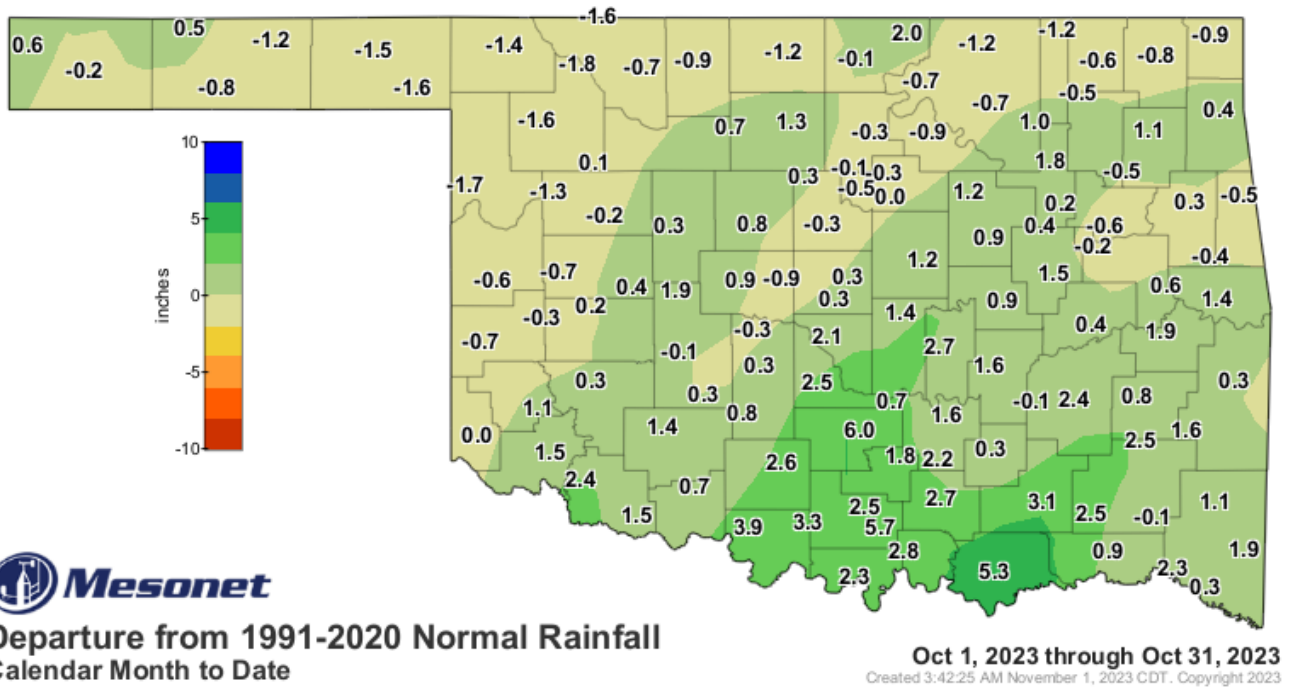 -1.6
0.6 0.5 -1.2 -1.5 -1.4 -1.2 2.0 -1.2 -1.2 -0.9
-0.2 -1.8 -0.7 -0.9 -0.1 -0.6 -0.8
-0.8 -1.6 -0.7 -0.7 -0.5
-1.6 0.7 1.3 -0.3 -0.9 1.0 1.1 0.4
10
0.1 0.3 -0.1 -0.3 1.8 -0.5
-1.7 -1.3 -0.5 0.0 1.2 0.2 0.3 -0.5
5
-0.2 0.3 0.8 -0.3 0.9 0.4 -0.6
-0.2 -0.4
-0.6 -0.7 0.4 1.9 0.9 -0.9 0.3 1.2 1.5 0.6
inches
0
0.2 0.3 1.4 0.9 1.4
-0.3 -0.3 2.1 0.4 1.9
-0.7 -0.1 0.3 2.7 1.6
-5
0.3 0.3 2.5 0.7 -0.1 2.4 0.8 0.3
1.1 1.4 0.8 6.0 1.6 1.6
0.0 1.5 2.6 1.8 2.2 0.3 2.5
-10
2.4 0.7 2.5 2.7 3.1 2.5 1.1
1.5 3.9 3.3 5.7 -0.1
2.8 0.9 1.9
2.3 5.3 2.3 0.3
Mesonet
Departure from 1991-2020 Normal Rainfall
Calendar Month to Date
Oct 1, 2023 through Oct 31, 2023
Created 3:42:25 AM November 1, 2023 CDT. Copyright 2023